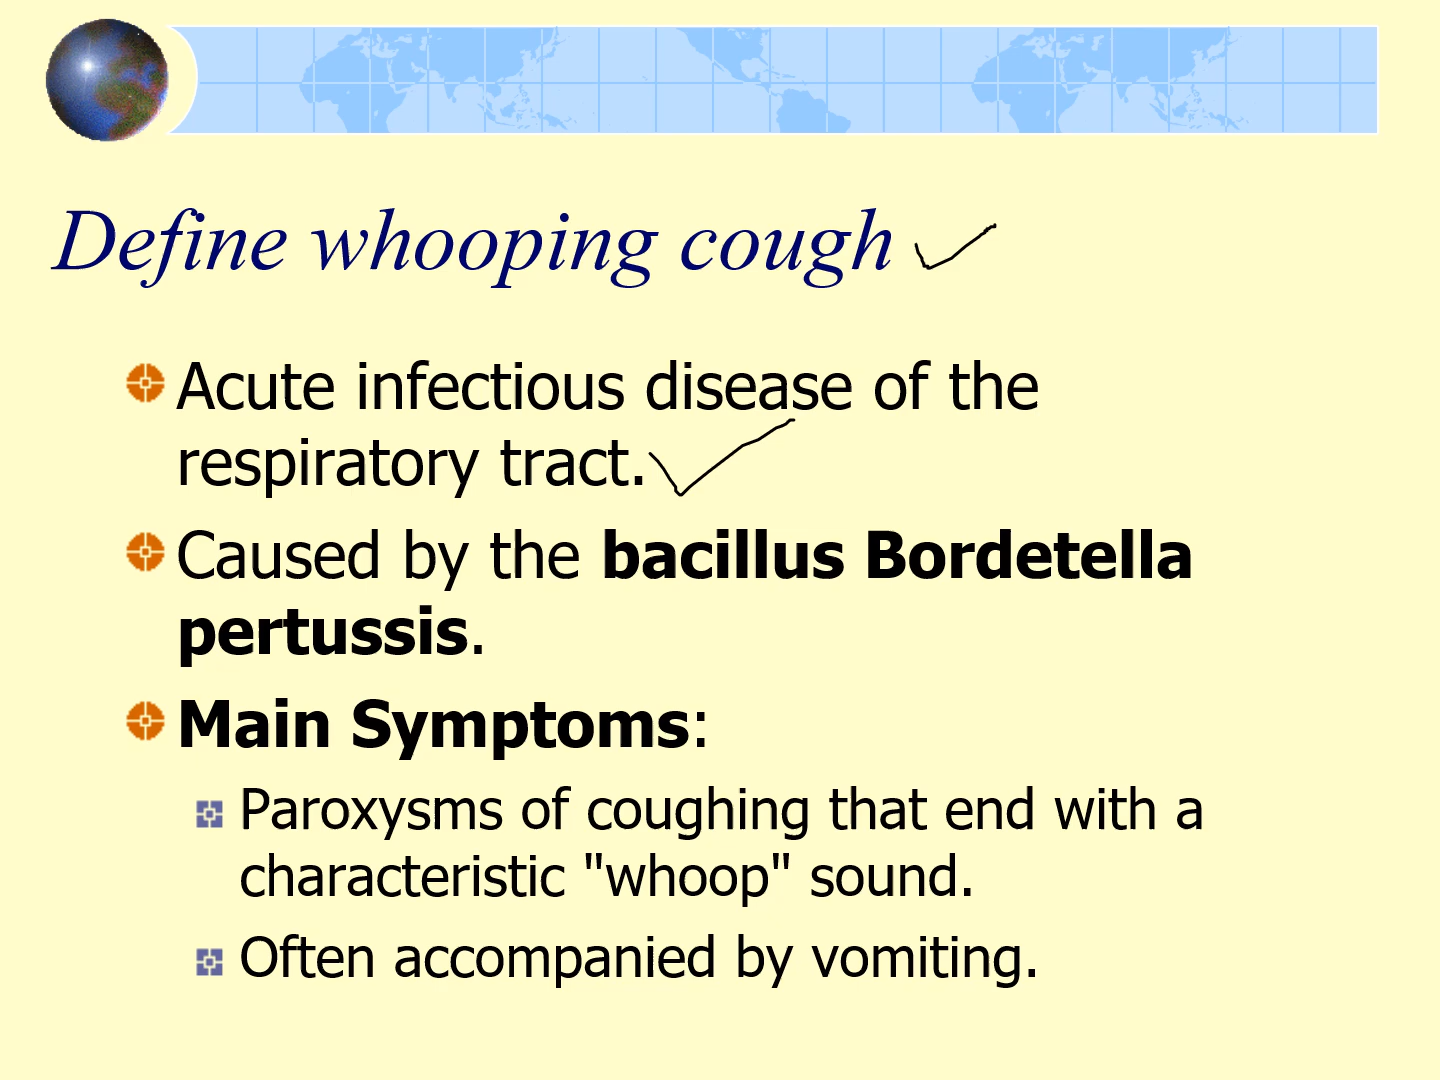 Define whooping cough
Acute infectious disease of the
respiratory tract.
Caused by the bacillus Bordetella
pertussis.
Main Symptoms:
Paroxysms of coughing that end with a
characteristic "whoop" sound.
Often accompanied by vomiting.